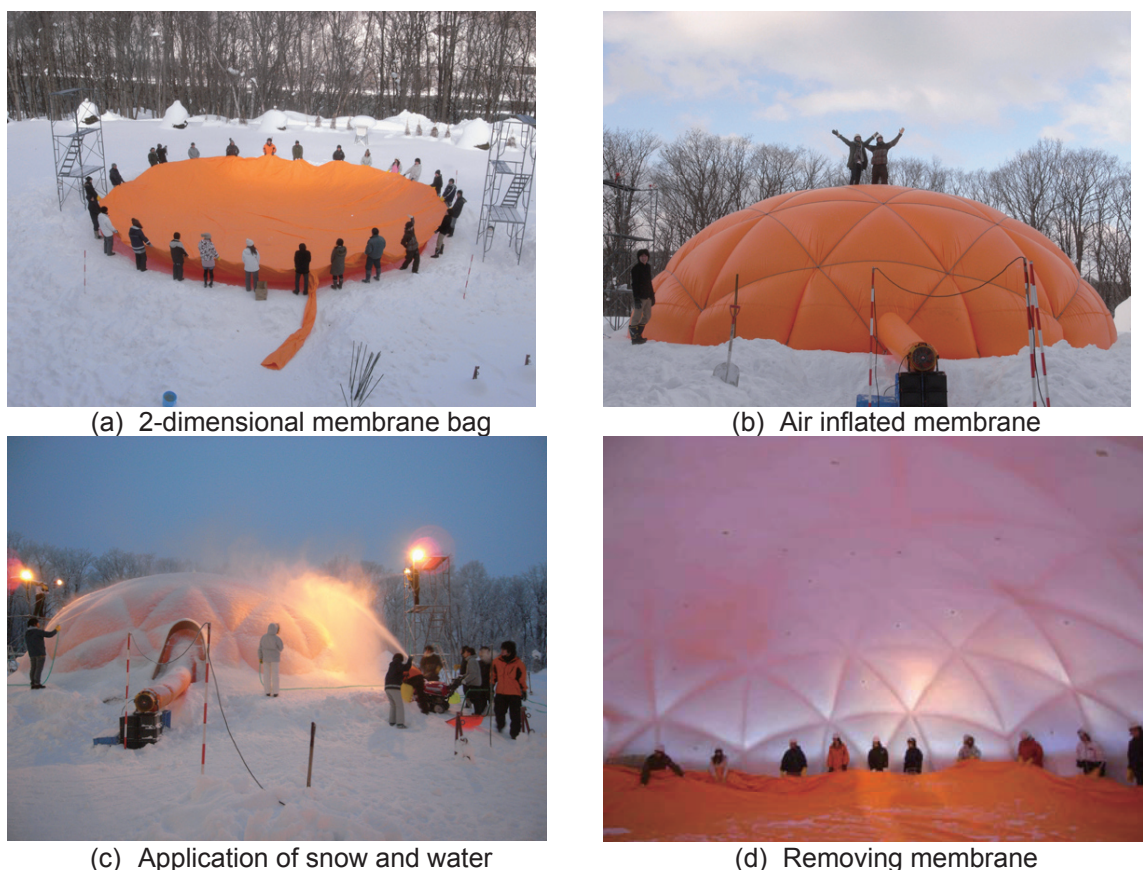 (a) 2-dimensional membrane bag
(b) Air inflated membrane
(c) Application of snow and water
(d) Removing membrane